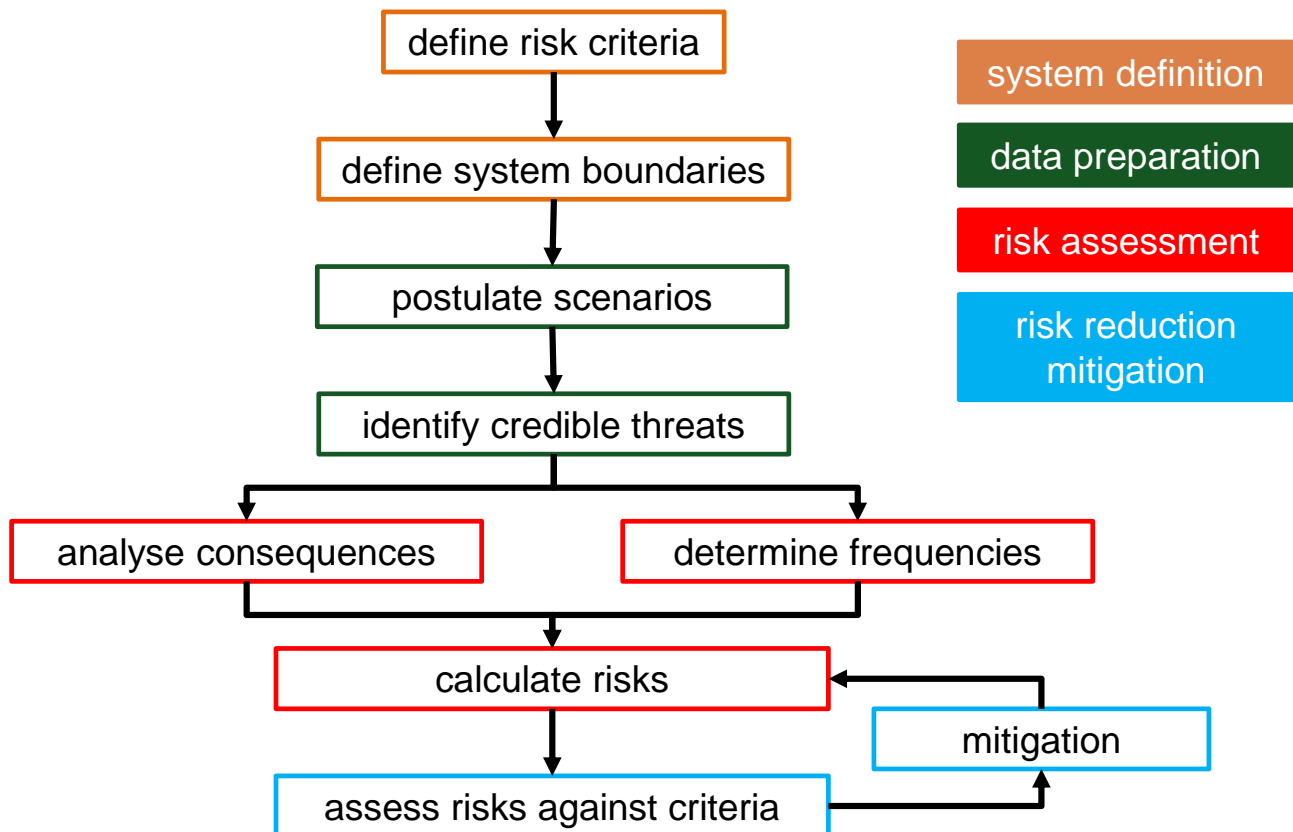 define risk criteria
define system boundaries
postulate scenarios
identify credible threats
analyse consequences
determine frequencies
calculate risks
mitigation
assess risks against criteria
system definition
data preparation
risk assessment
risk reduction
mitigation